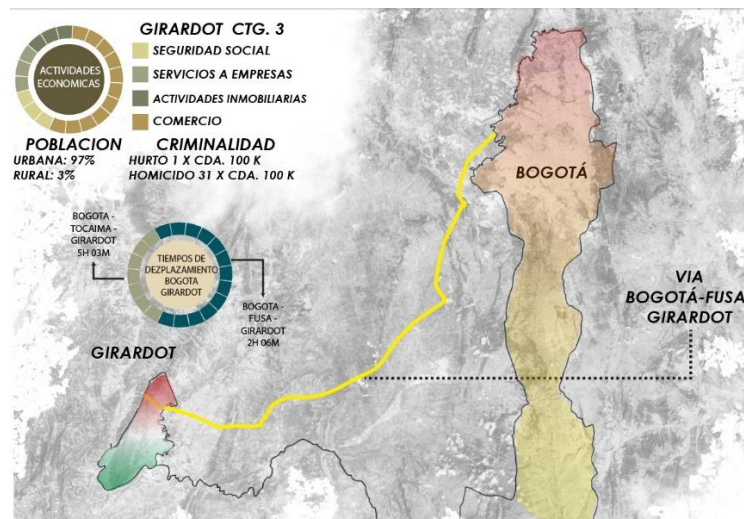 GIRARDOT CTG. 3
ACTIVIDADES
ECONOMICAS
SEGURIDAD SOCIAL
SERVICIOS A EMPRESAS
ACTIVIDADES INMOBILIARIAS
COMERCIO
POBLACION
URBANA: 97%
RURAL: 3%
CRIMINALIDAD
HURTO 1 X CDA. 100 K
HOMICIDO 31 X CDA. 100 K
BOGOTÁ
BOGOTA -
TOCAIMA -
GIRARDOT
5H 03M
TIEMPOS DE
DEZPLAZAMIENTO
BOGOTA
GIRARDOT
BOGOTA -
FUSA -
GIRARDOT
2H 06M
VIA
BOGOTÁ-FUSA
GIRARDOT
GIRARDOT